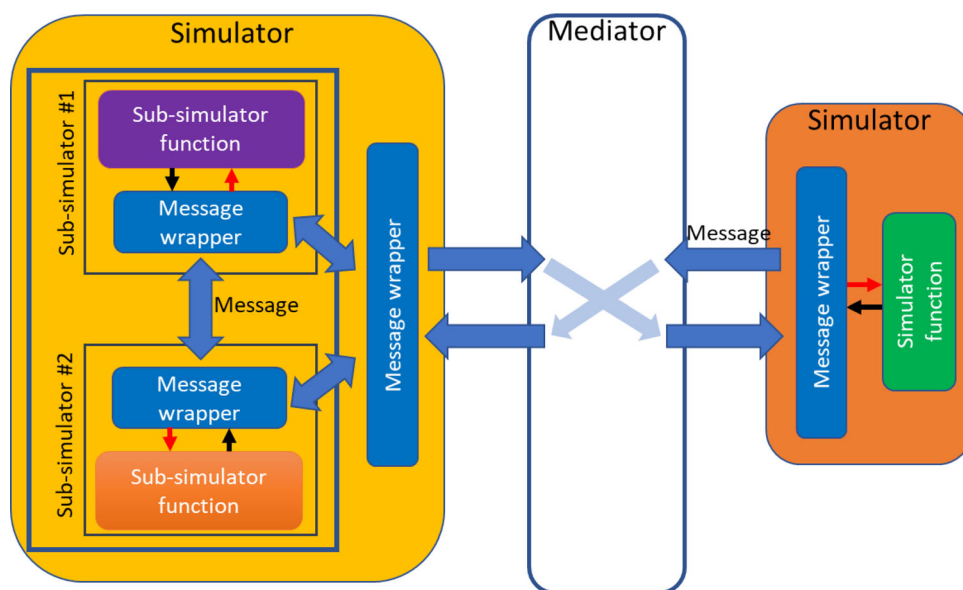 Simulator
Sub-simulator #1
Sub-simulator
function
Message
wrapper
Message
Sub-simulator #2
Message
wrapper
Sub-simulator
function
Message wrapper
Mediator
Message
Simulator
Message wrapper
Simulator
function